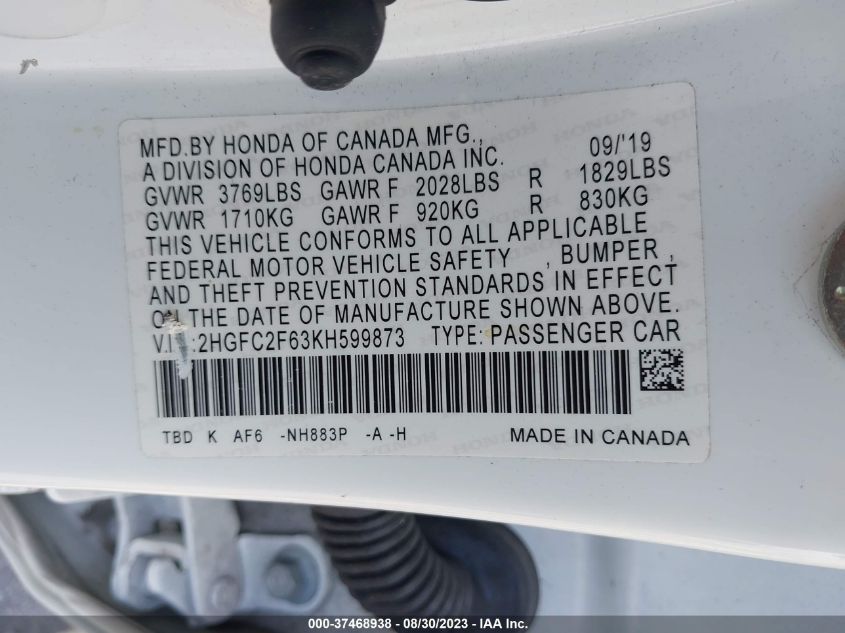 MFD.BY HONDA OF CANADA MFG., 09/'19
A DIVISION OF HONDA CANADA INC.
GVWR 3769LBS GAWR F 2028LBS R 1829LBS
GVWR 1710KG GAWR F 920KG R 830KG
THIS VEHICLE CONFORMS TO ALL APPLICABLE
FEDERAL MOTOR VEHICLE SAFETY , BUMPER ,
AND THEFT PREVENTION STANDARDS IN EFFECT
ON THE DATE OF MANUFACTURE SHOWN ABOVE.
V.I :2HGFC2F63KH599873 TYPE: PASSENGER CAR
TBD K AF6 -NH883P -A -H MADE IN CANADA
000-37468938 - 08/30/2023 - IAA Inc.